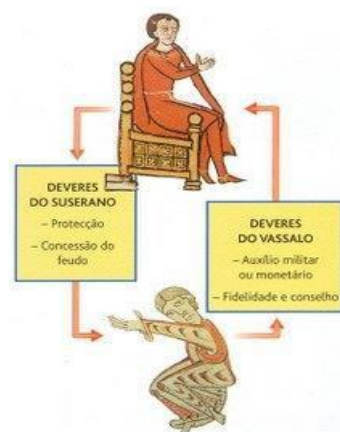 DEVERES
DO SUSERANO
– Protecção
– Concessão do
feudo
DEVERES
DO VASSALO
– Auxílio militar
ou monetário
– Fidelidade e conselho